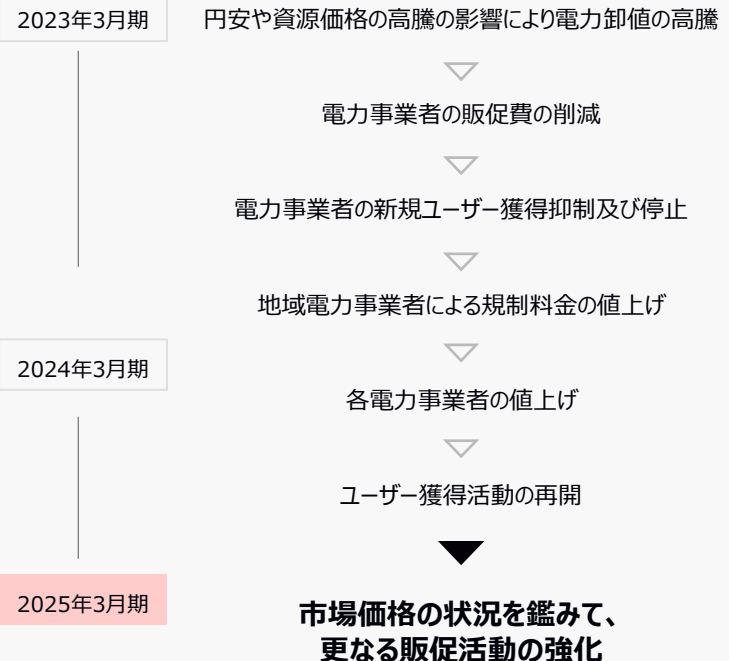 2023年3月期
円安や資源価格の高騰の影響により電力卸値の高騰
電力事業者の販促費の削減
電力事業者の新規ユーザー獲得抑制及び停止
地域電力事業者による規制料金の値上げ
2024年3月期
各電力事業者の値上げ
ユーザー獲得活動の再開
2025年3月期
市場価格の状況を鑑みて、
更なる販促活動の強化